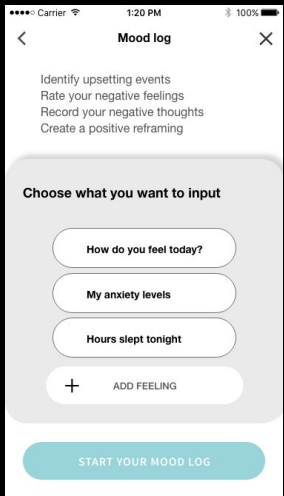 Carrier 1:20 PM 100%
Mood log
Identify upsetting events
Rate your negative feelings
Record your negative thoughts
Create a positive reframing
Choose what you want to input
How do you feel today?
My anxiety levels
Hours slept tonight
+ ADD FEELING
START YOUR MOOD LOG